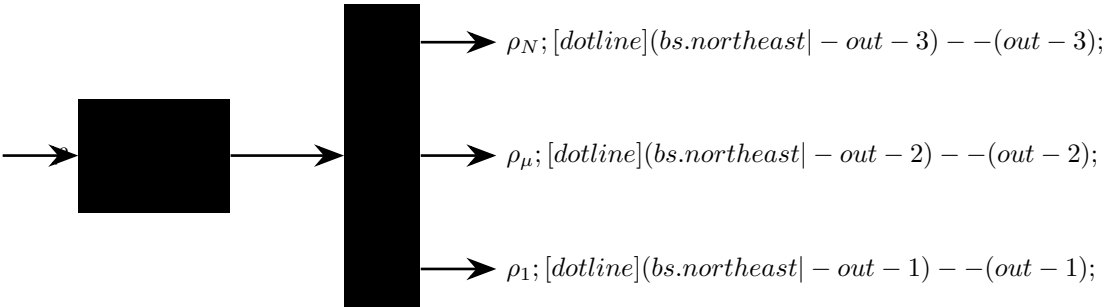 ρ_N; [dotline](bs.northeast| − out − 3) − −(out − 3);
ρ_μ; [dotline](bs.northeast| − out − 2) − −(out − 2);
ρ_1; [dotline](bs.northeast| − out − 1) − −(out − 1);